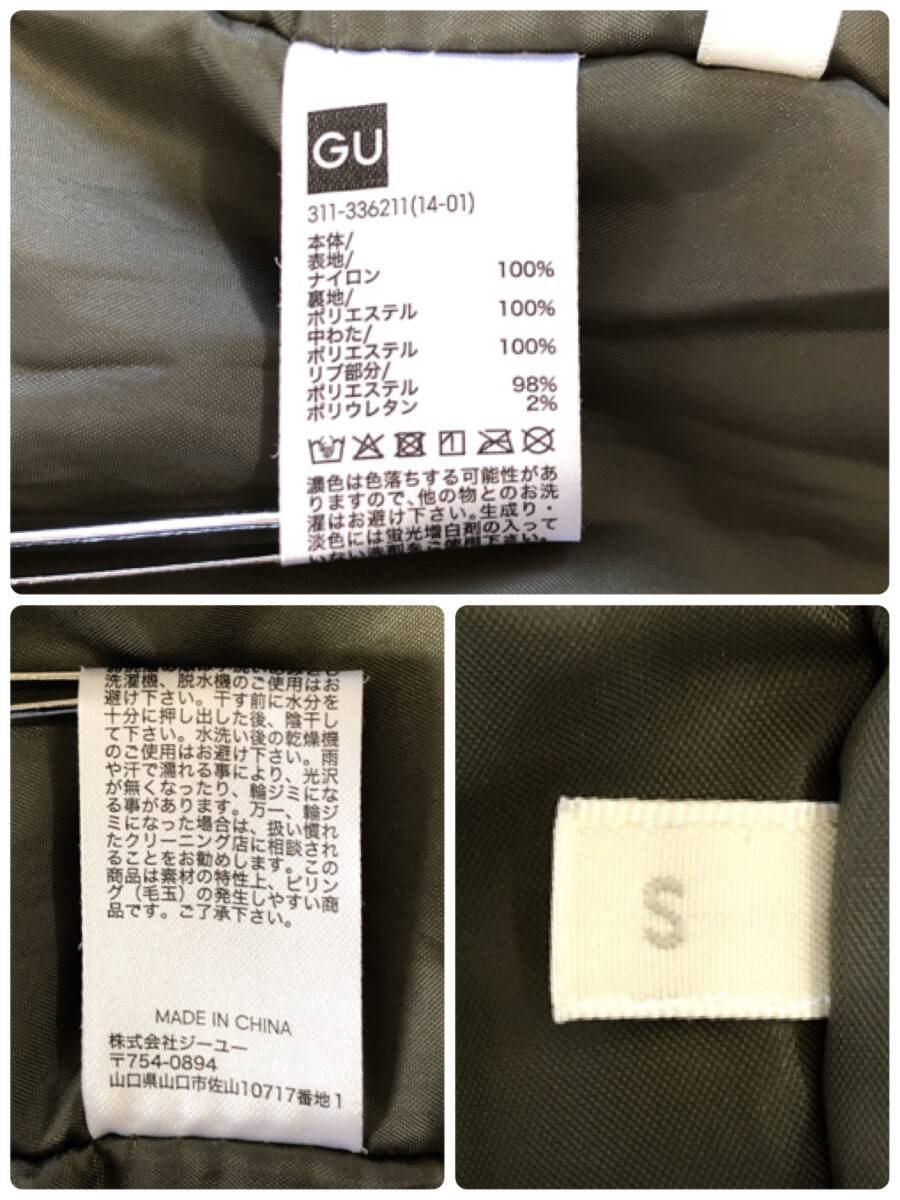 GU
311-336211(14-01)
本体/
表地/
ナイロン 100%
裏地/
ポリエステル 100%
中わた/
ポリエステル 100%
リブ部分/
ポリエステル 98%
ポリウレタン 2%
濃色は色落ちする可能性があ
りますので、他の物とのお洗
濯はお避け下さい。生成り・
淡色には蛍光増白剤の入って
いない洗剤をご使用下さい。
洗濯機、脱水機のご使用はお
避け下さい。干す前に水分を
十分に押し出した後、陰干し
て下さい。水洗い後の乾燥機
のご使用はお避け下さい。雨
や汗で濡れる事により、光沢
が無くなったり、輪ジミにな
る事があります。万一、輪ジ
ミになった場合は、扱い慣れ
たクリーニング店に相談され
ることをお勧めします。この
商品は素材の特性上、ピリン
グ（毛玉）の発生しやすい商
品です。ご了承下さい。
MADE IN CHINA
株式会社ジーユー
〒754-0894
山口県山口市佐山10717番地1
S